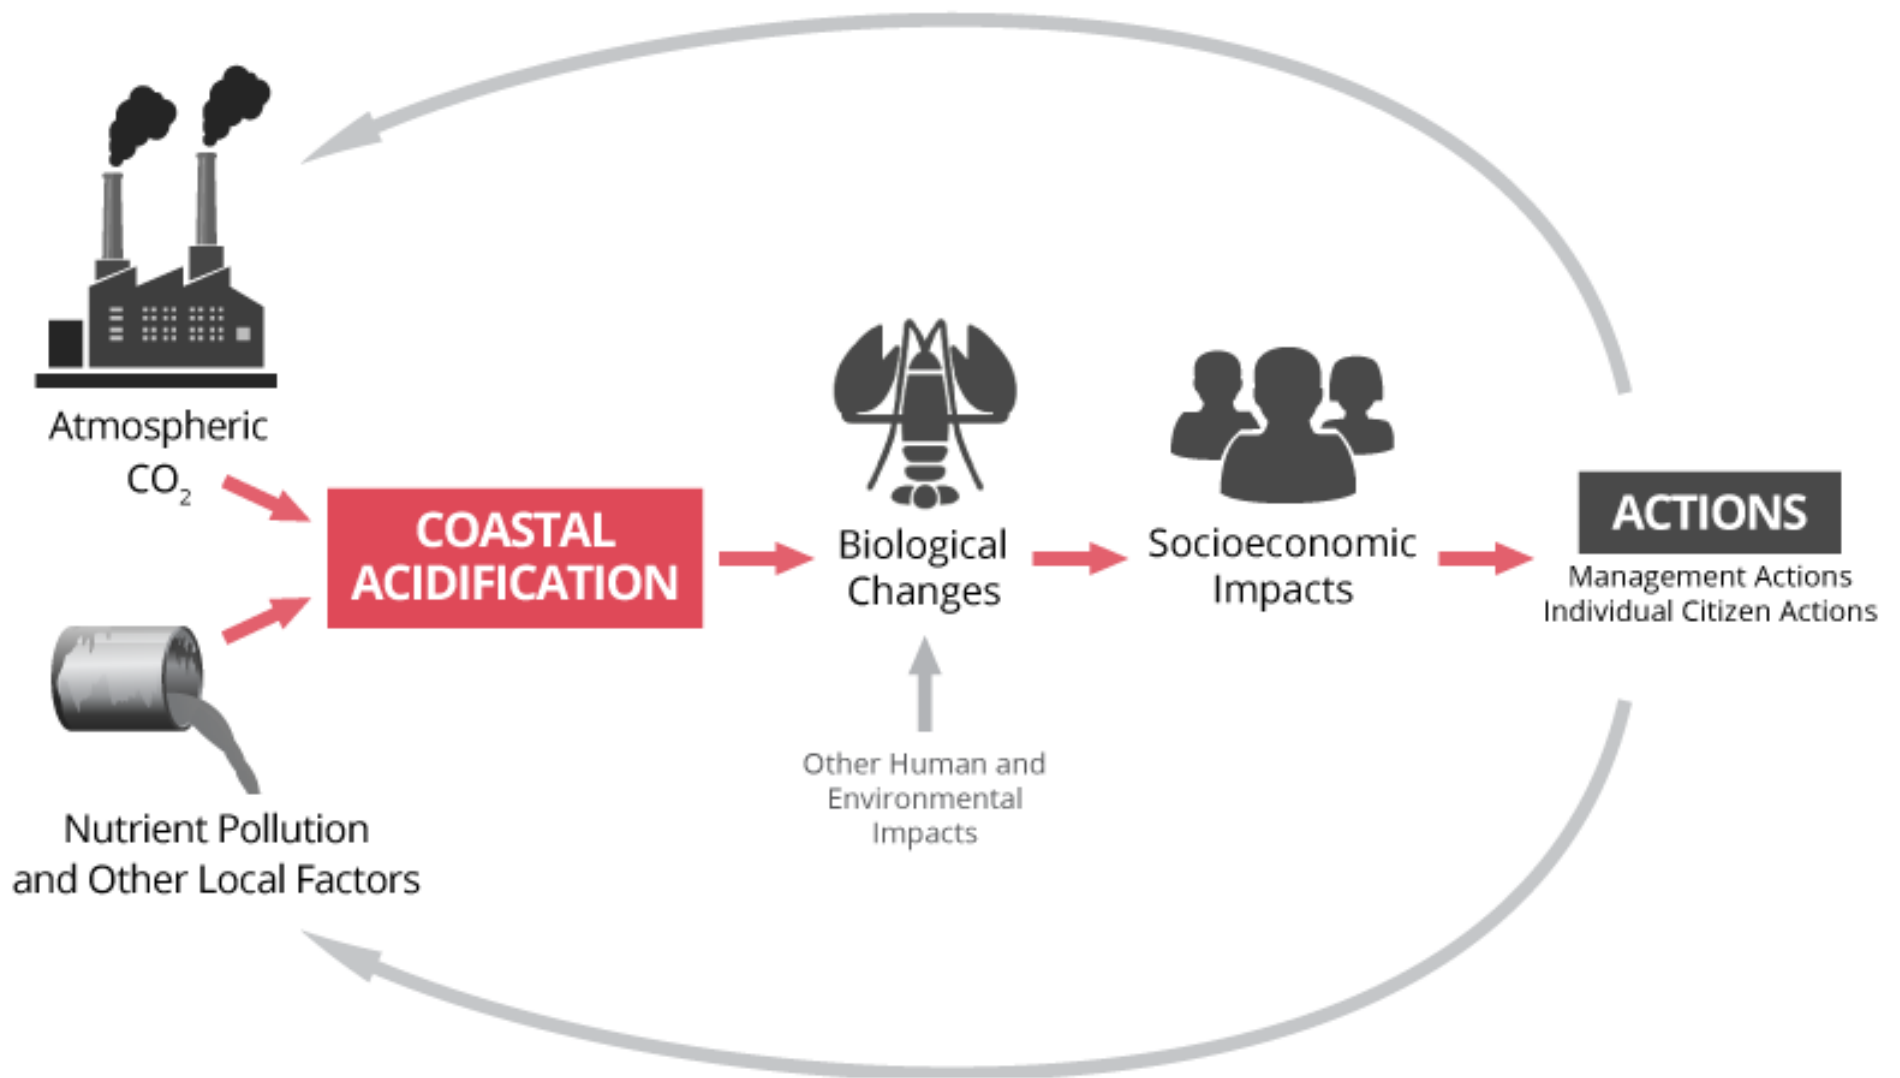 Atmospheric
CO₂
COASTAL
ACIDIFICATION
Nutrient Pollution
and Other Local Factors
Biological
Changes
Other Human and
Environmental
Impacts
Socioeconomic
Impacts
ACTIONS
Management Actions
Individual Citizen Actions